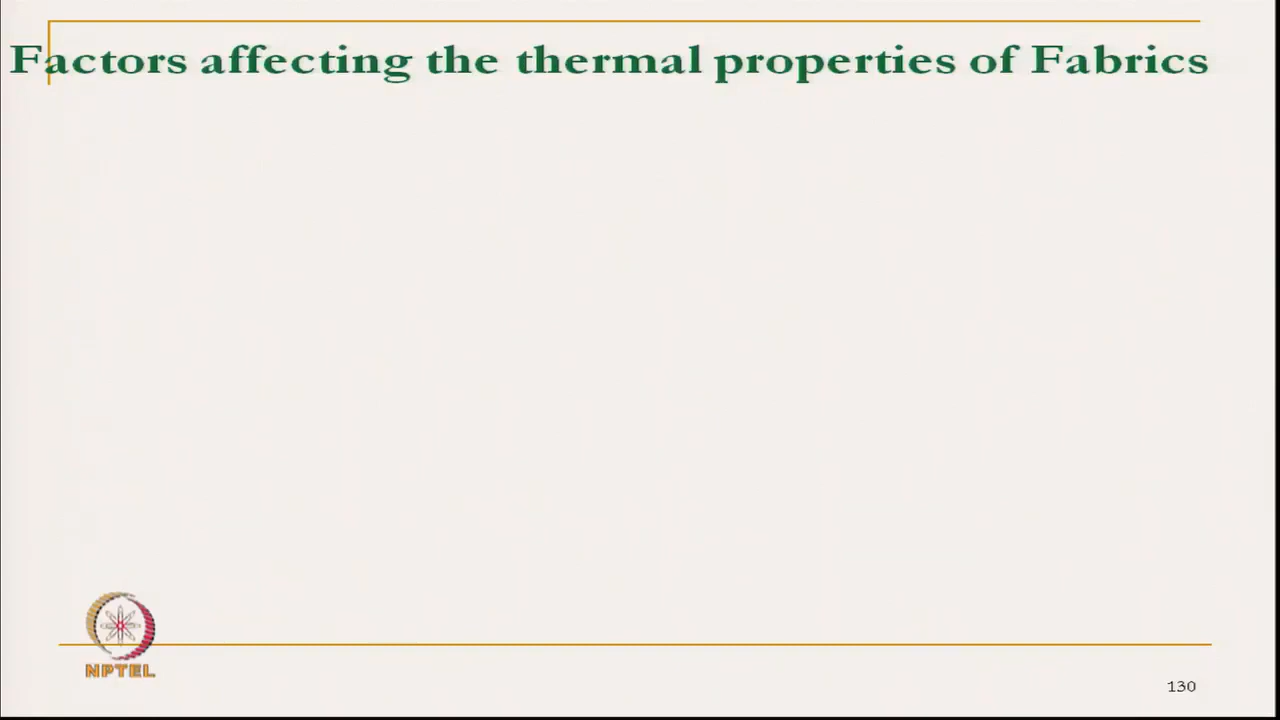 Factors affecting the thermal properties of Fabrics
NPTEL
130